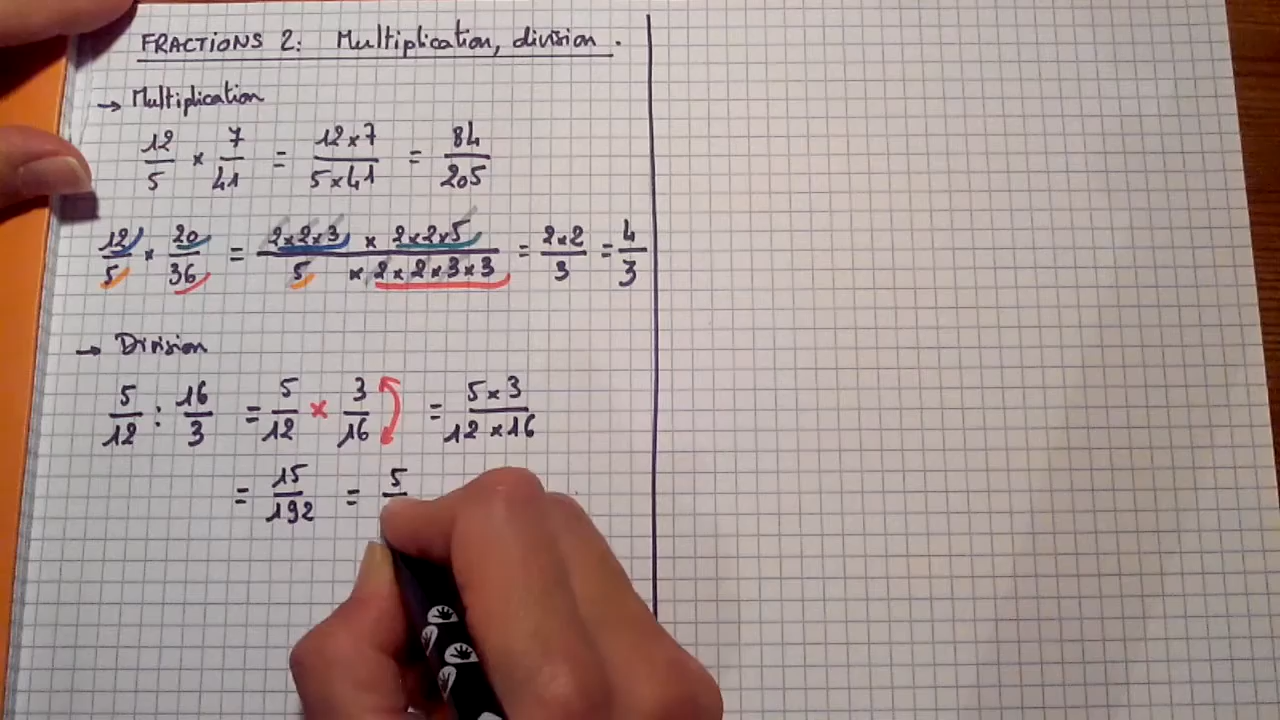 FRACTIONS 2: Multiplication, division.
→ Multiplication
12/5 × 7/41 = 12×7/5×41 = 84/205
12/5 × 20/36 = 2×2×3 × 2×2×5/5 × 2×2×3×3 = 2×2/3 = 4/3
→ Division
5/12 : 16/3 = 5/12 × 3/16 = 5×3/12×16
= 15/192 = 5/